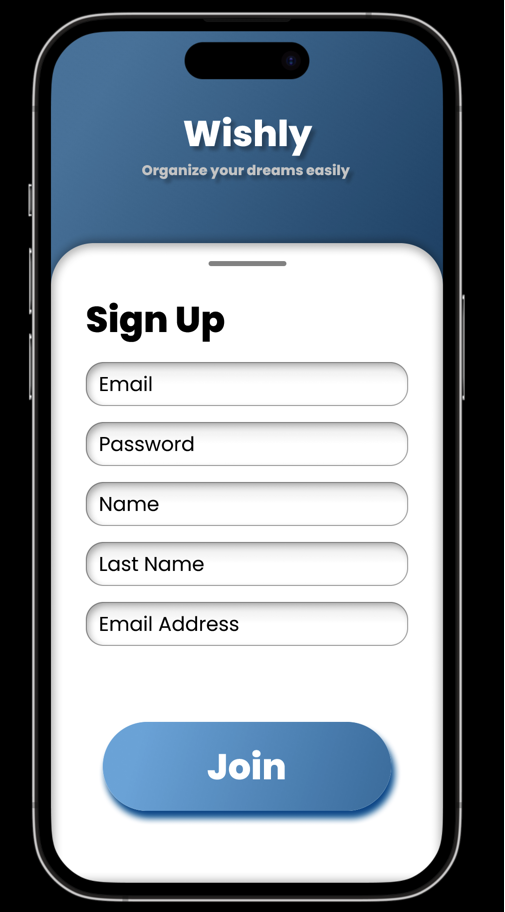 Wishly
Organize your dreams easily
Sign Up
Email
Password
Name
Last Name
Email Address
Join